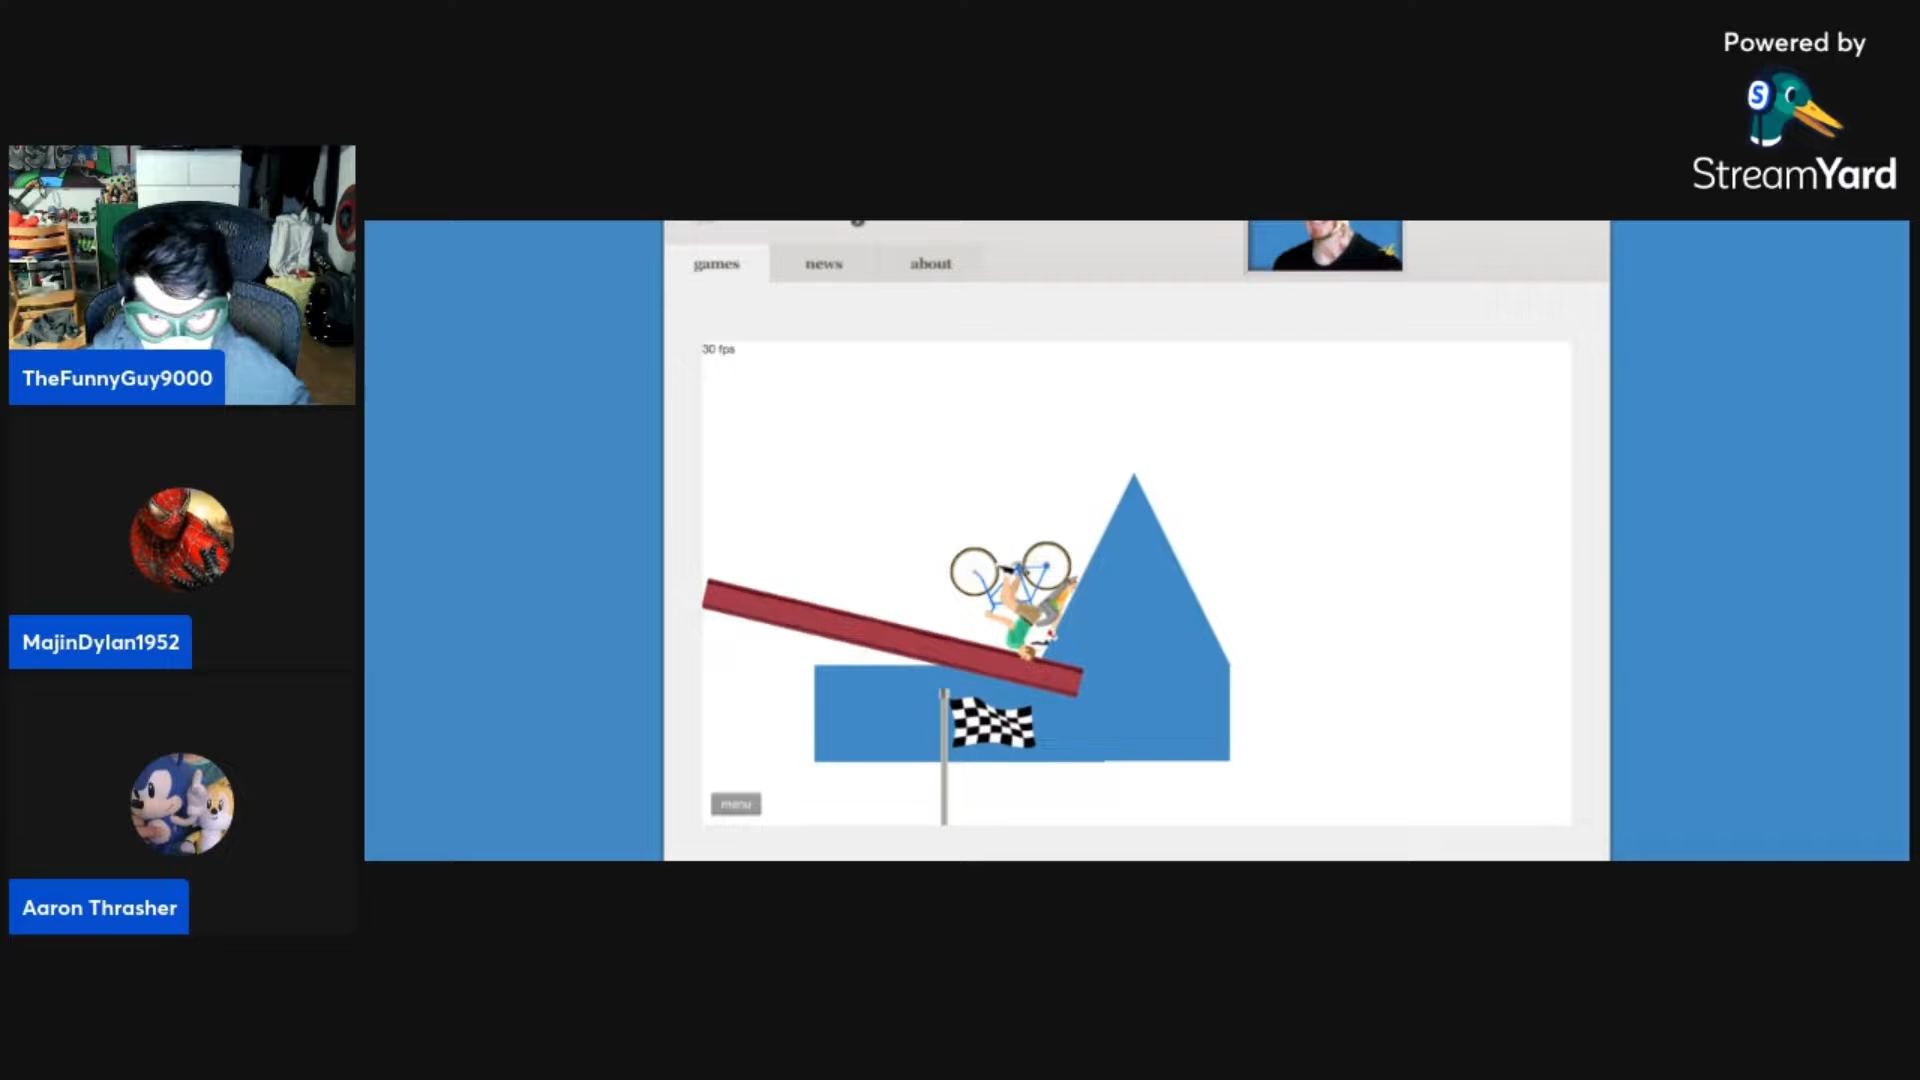 Powered by
S
StreamYard
TheFunnyGuy9000
MajinDylan1952
Aaron Thrasher
games
news
about
30 fps
menu